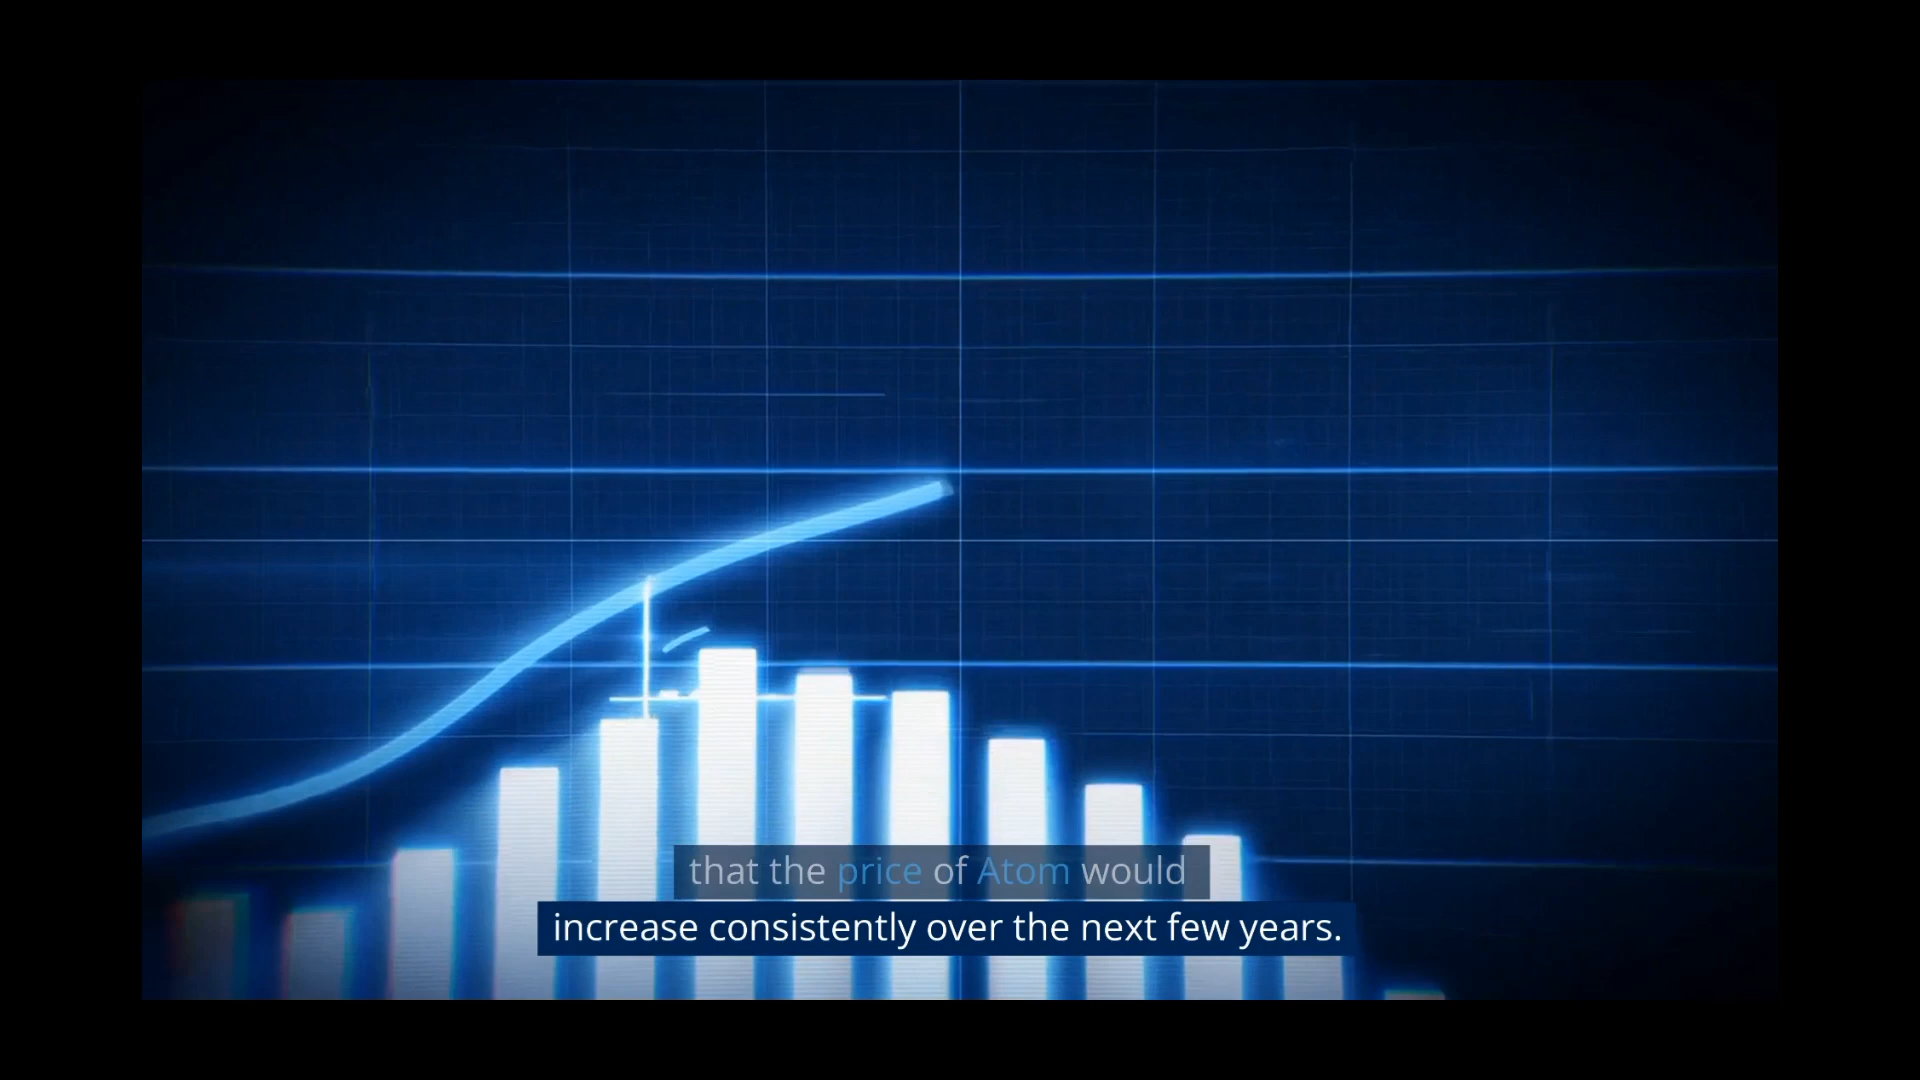 that the price of Atom would
increase consistently over the next few years.